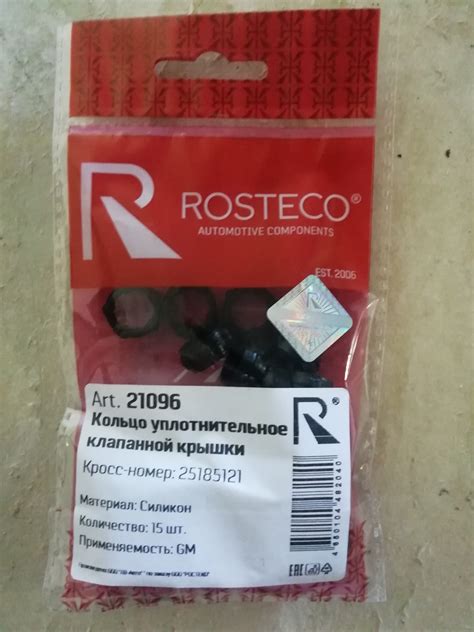 ROSTECO®
AUTOMOTIVE COMPONENTS
EST. 2006
Art. 21096
Кольцо уплотнительное
клапанной крышки
Кросс-номер: 25185121
Материал: Силикон
Количество: 15 шт.
Применяемость: GM
EAC